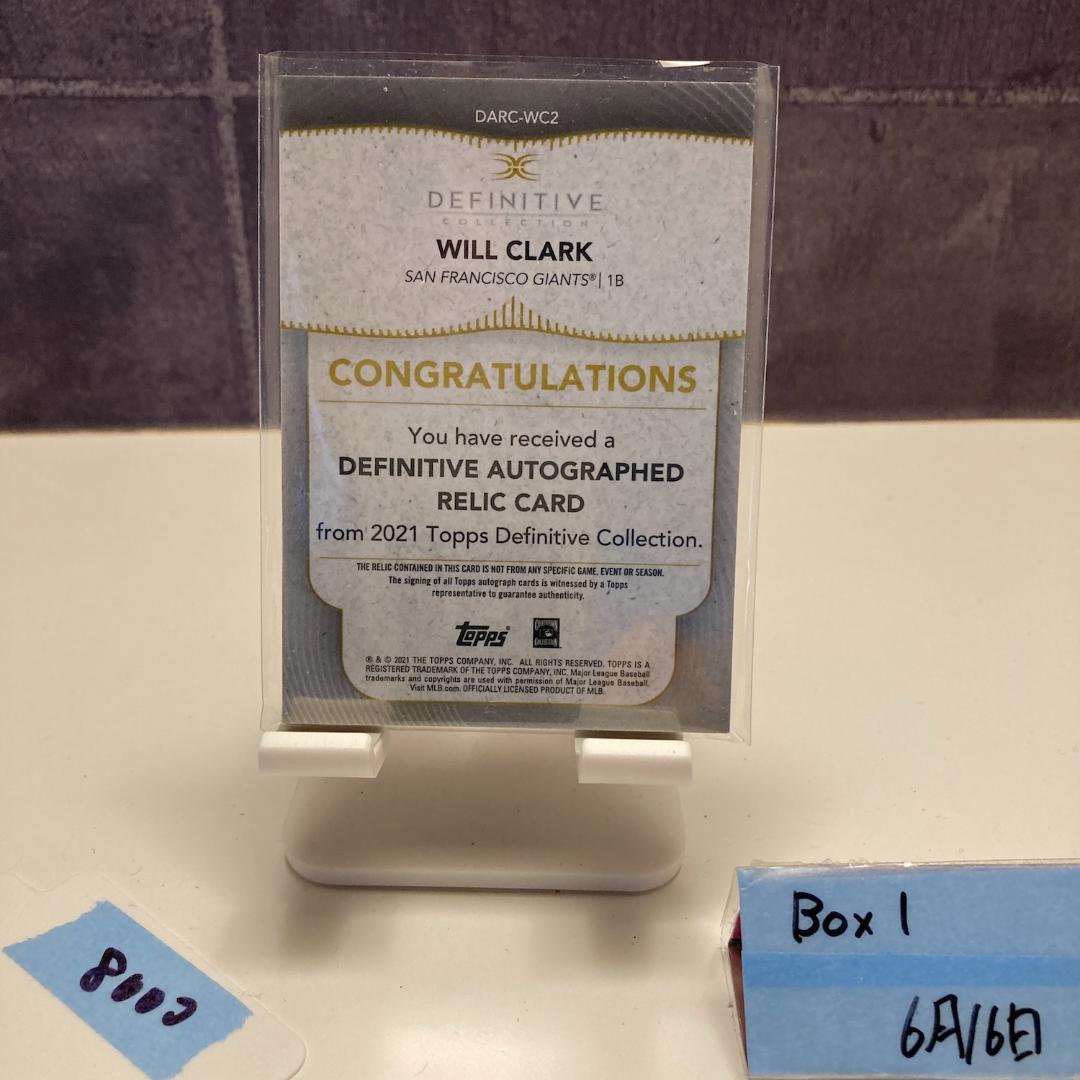 DARC-WC2
DEFINITIVE
COLLECTION
WILL CLARK
SAN FRANCISCO GIANTS® | 1B
CONGRATULATIONS
You have received a
DEFINITIVE AUTOGRAPHED
RELIC CARD
from 2021 Topps Definitive Collection.
THE RELIC CONTAINED IN THIS CARD IS NOT FROM ANY SPECIFIC GAME, EVENT OR SEASON.
The signing of all Topps autograph cards is witnessed by a Topps
representative to guarantee authenticity.
Topps®
COOPERSTOWN
COLLECTION
® & © 2021 THE TOPPS COMPANY, INC. ALL RIGHTS RESERVED. TOPPS IS A
REGISTERED TRADEMARK OF THE TOPPS COMPANY, INC. Major League Baseball
trademarks and copyrights are used with permission of Major League Baseball.
Visit MLB.com. OFFICIALLY LICENSED PRODUCT OF MLB.
Box 1
6月16日